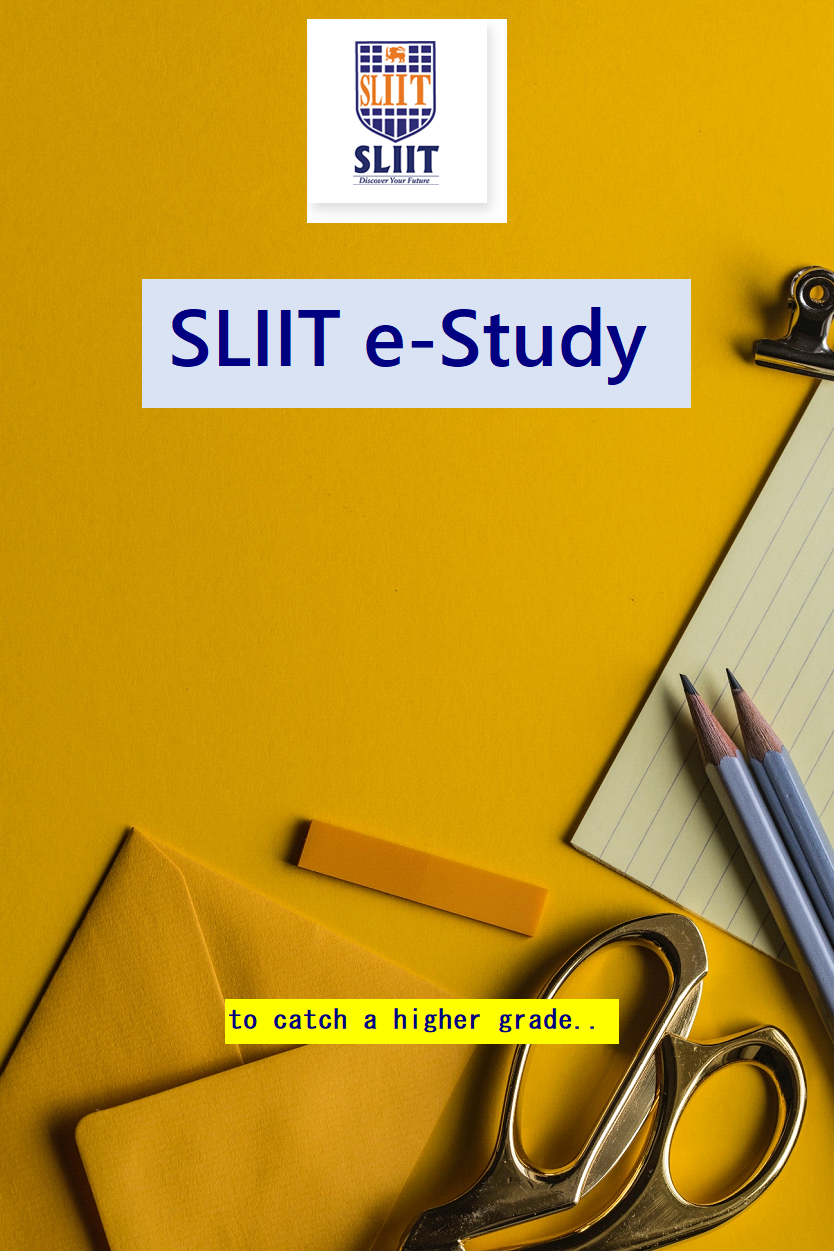 SLIIT
SLIIT
Discover Your Future
SLIIT e-Study
to catch a higher grade..